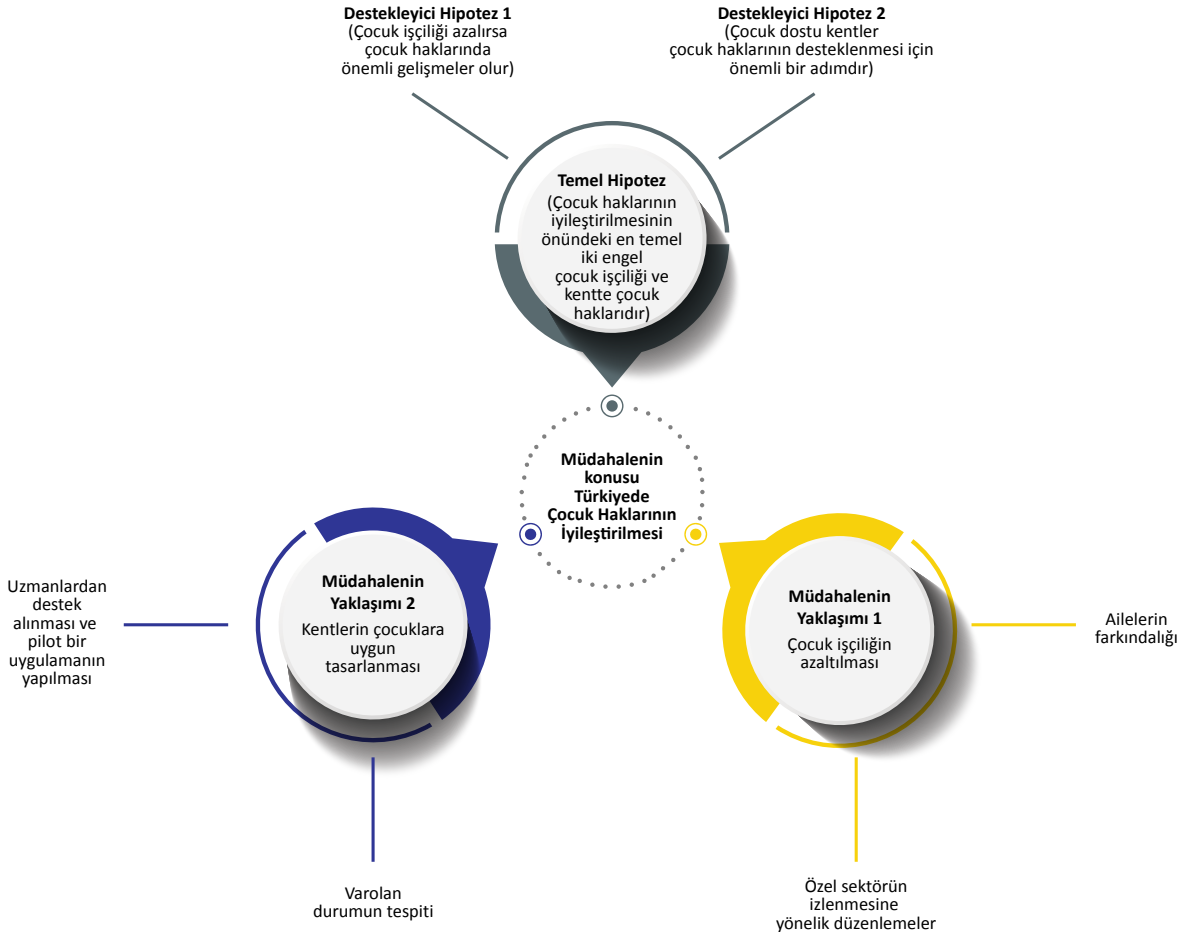 Destekleyici Hipotez 1
(Çocuk işçiliği azalırsa
çocuk haklarında
önemli gelişmeler olur)
Destekleyici Hipotez 2
(Çocuk dostu kentler
çocuk haklarının desteklenmesi için
önemli bir adımdır)
Temel Hipotez
(Çocuk haklarının
iyileştirilmesinin
önündeki en temel
iki engel
çocuk işçiliği ve
kentte çocuk
haklarıdır)
Müdahalenin
konusu
Türkiyede
Çocuk Haklarının
İyileştirilmesi
Müdahalenin
Yaklaşımı 2
Kentlerin çocuklara
uygun
tasarlanması
Uzmanlardan
destek
alınması ve
pilot bir
uygulamanın
yapılması
Varolan
durumun tespiti
Müdahalenin
Yaklaşımı 1
Çocuk işçiliğin
azaltılması
Ailelerin
farkındalığı
Özel sektörün
izlenmesine
yönelik düzenlemeler